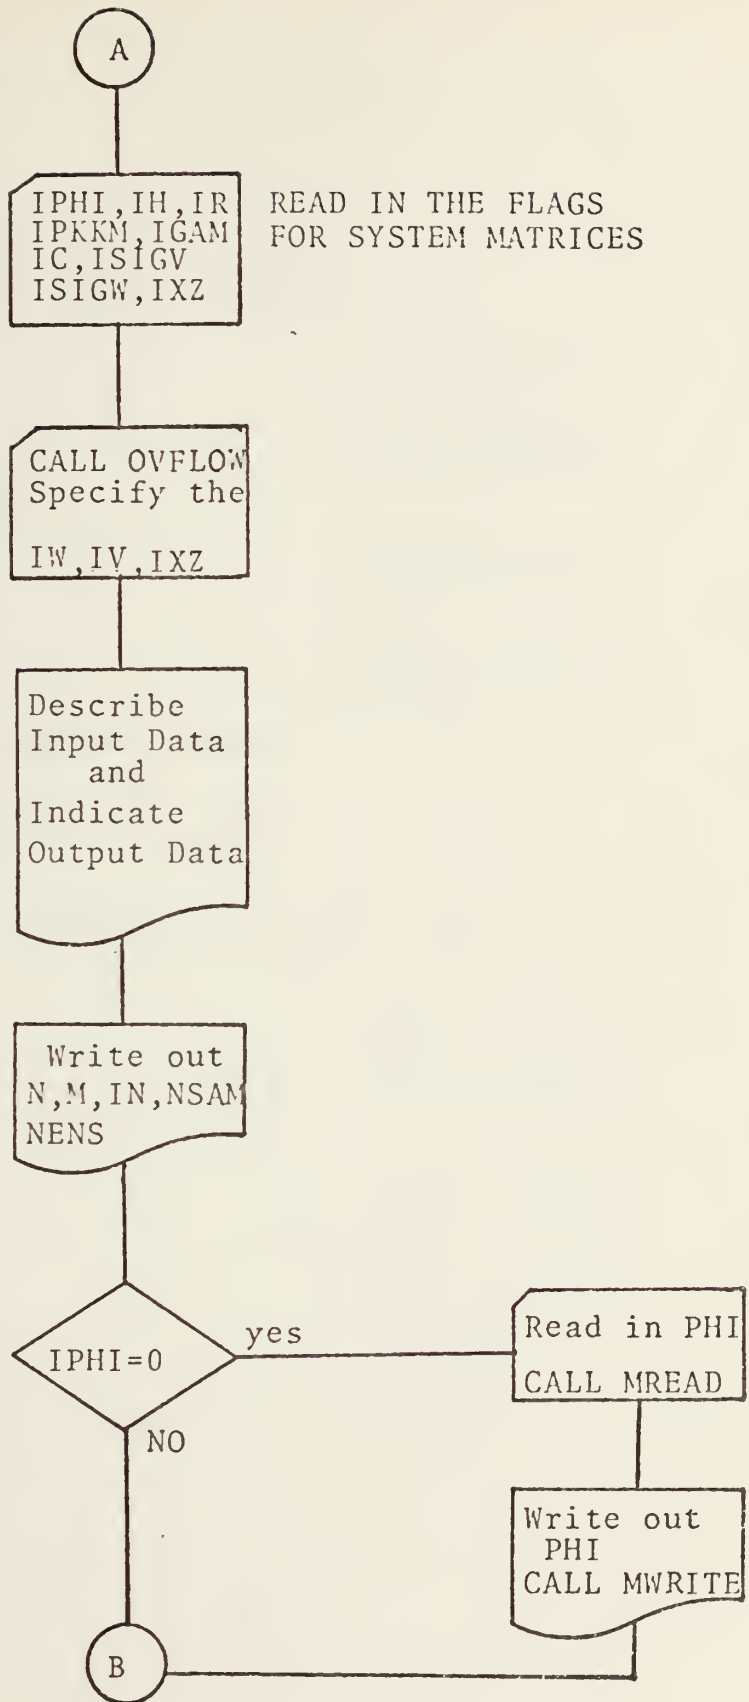 A
IPHI,IH,IR
IPKKM,IGAM
IC,ISIGV
ISIGW,IXZ
READ IN THE FLAGS
FOR SYSTEM MATRICES
CALL OVFLOW
Specify the
IW,IV,IXZ
Describe
Input Data
and
Indicate
Output Data
Write out
N,M,IN,NSAM
NENS
IPHI=0
yes
NO
Read in PHI
CALL MREAD
Write out
PHI
CALL MWRITE
B